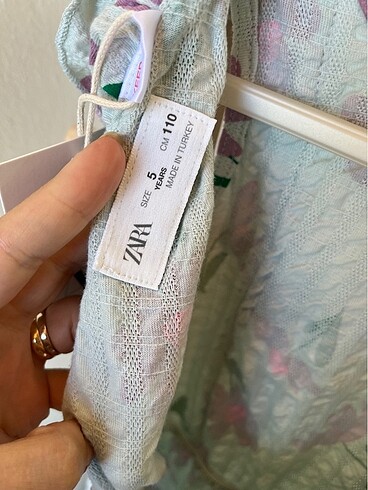 ZARA
SIZE 5 YEARS CM 110
MADE IN TURKEY